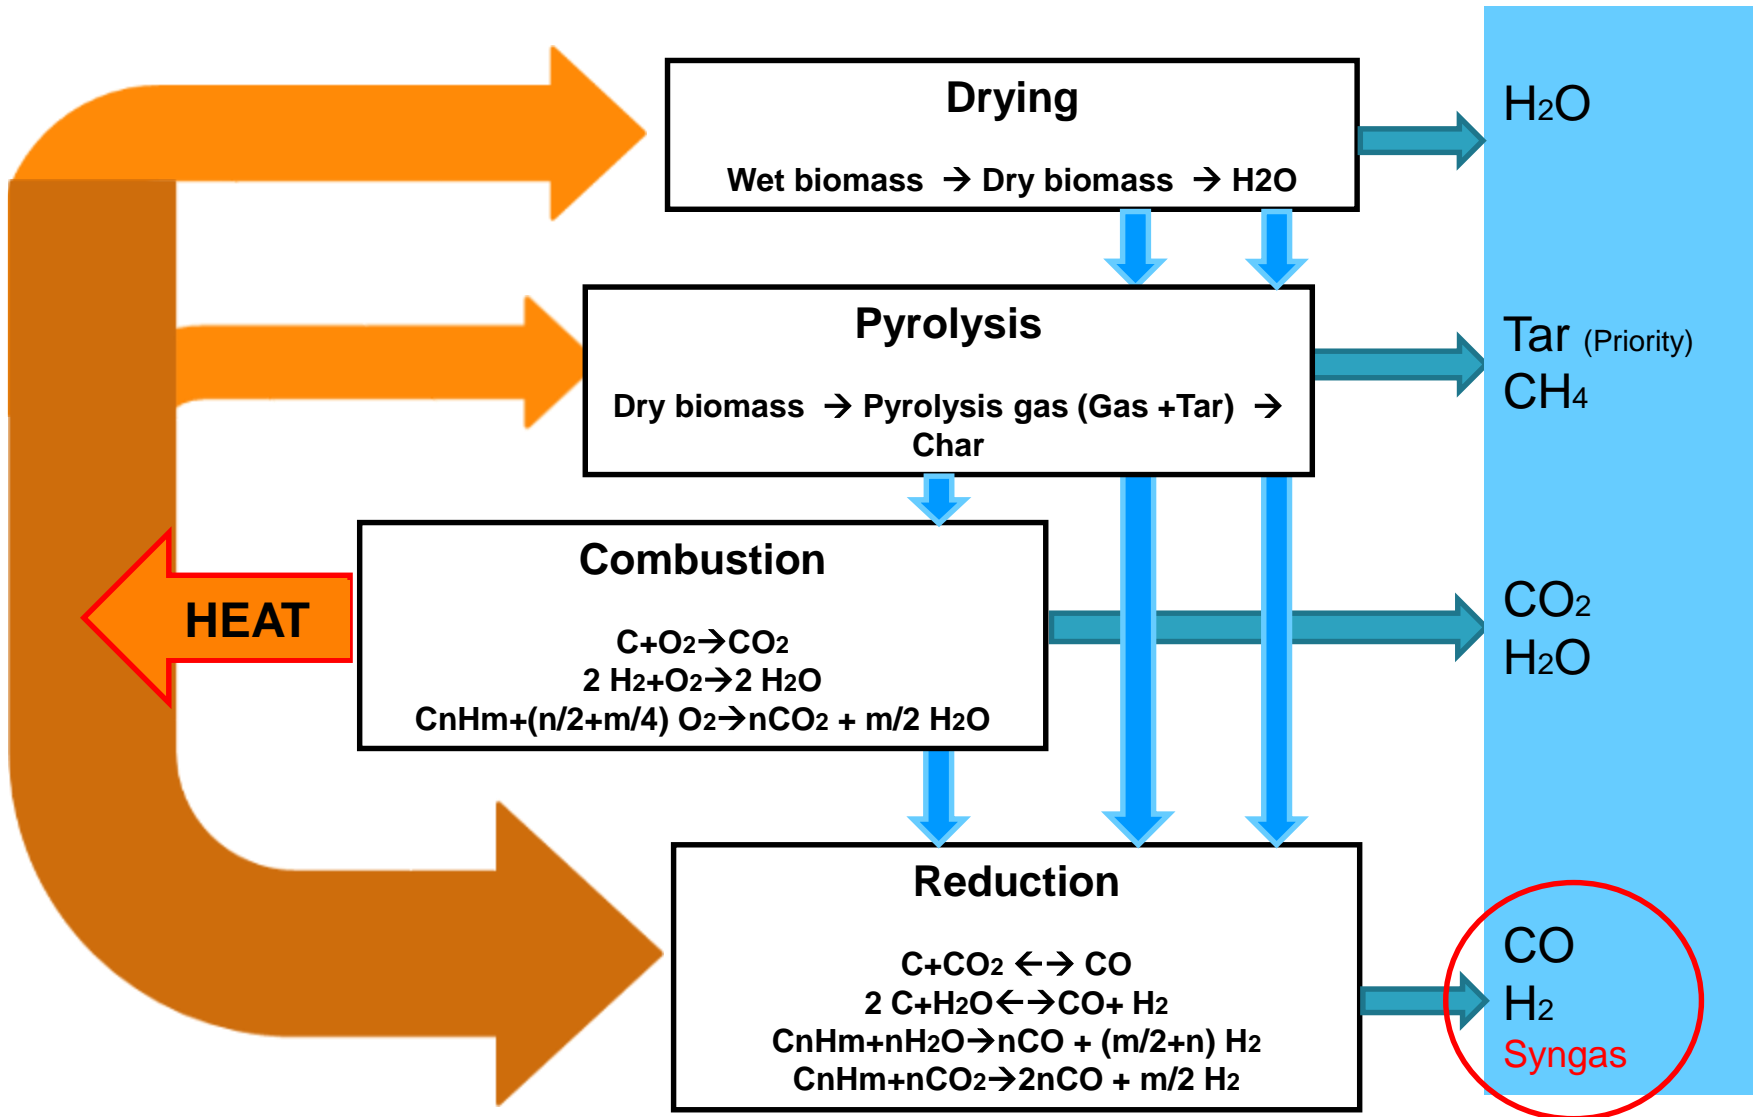 Drying
Wet biomass → Dry biomass → H2O
H2O
Pyrolysis
Dry biomass → Pyrolysis gas (Gas +Tar) →
Char
Tar (Priority)
CH4
Combustion
C+O2→CO2
2 H2+O2→2 H2O
CnHm+(n/2+m/4) O2→nCO2 + m/2 H2O
HEAT
CO2
H2O
Reduction
C+CO2 ←→ CO
2 C+H2O←→CO+ H2
CnHm+nH2O→nCO + (m/2+n) H2
CnHm+nCO2→2nCO + m/2 H2
CO
H2
Syngas